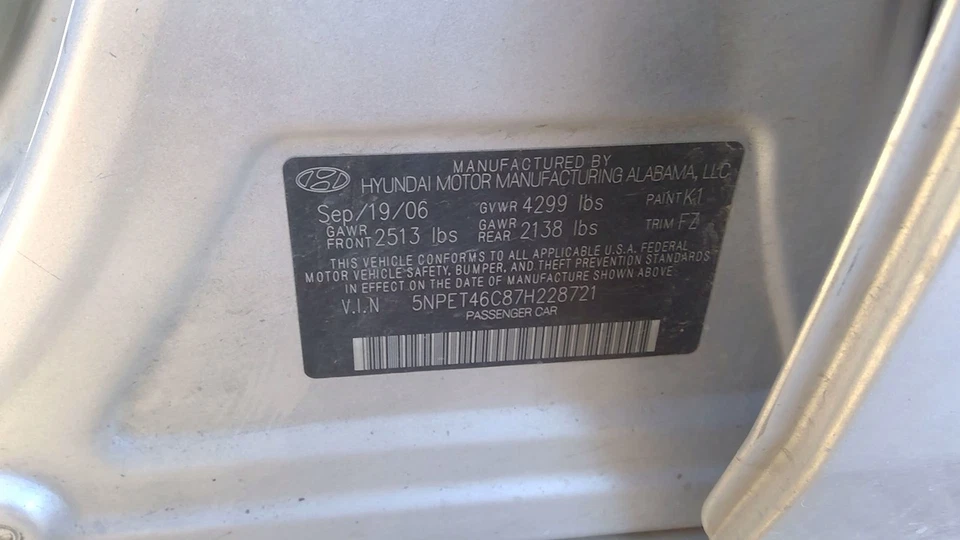 MANUFACTURED BY
HYUNDAI MOTOR MANUFACTURING ALABAMA, LLC
Sep/19/06 GVWR 4299 lbs PAINT K1
GAWR FRONT 2513 lbs GAWR REAR 2138 lbs TRIM FZ
THIS VEHICLE CONFORMS TO ALL APPLICABLE U.S.A. FEDERAL
MOTOR VEHICLE SAFETY, BUMPER, AND THEFT PREVENTION STANDARDS
IN EFFECT ON THE DATE OF MANUFACTURE SHOWN ABOVE.
V.I.N 5NPET46C87H228721
PASSENGER CAR